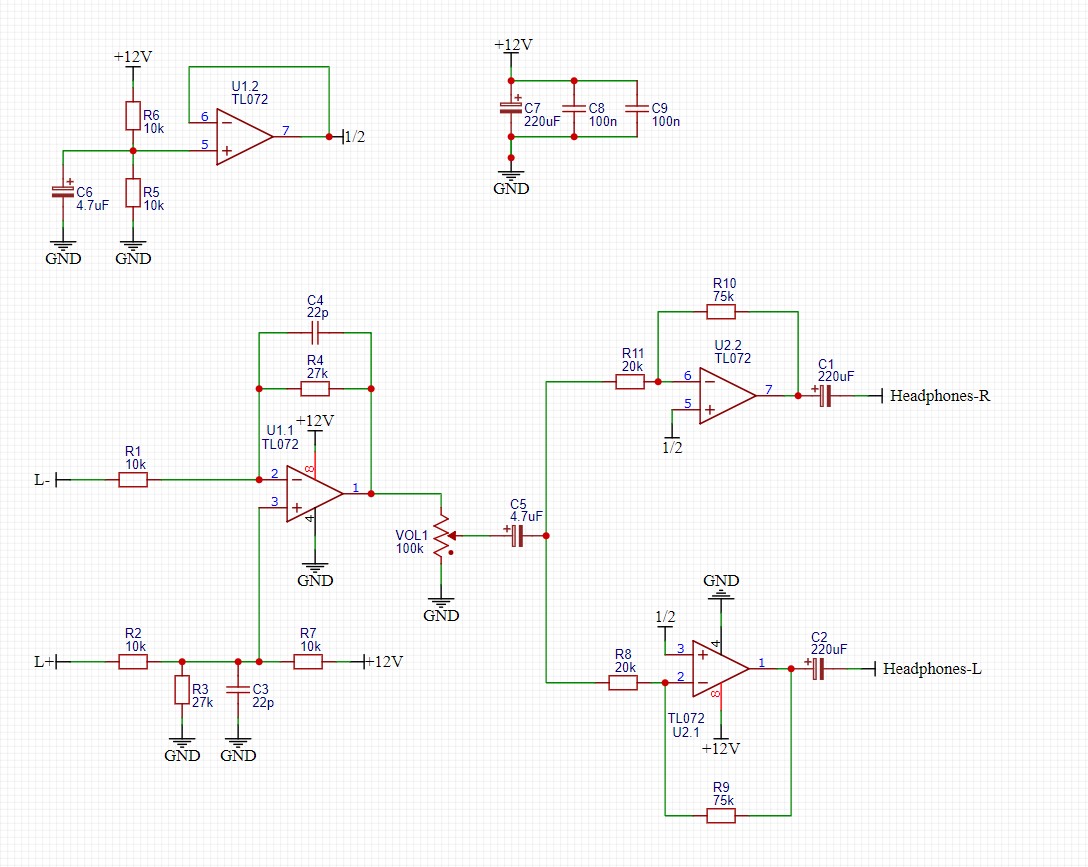 +12V
R6
10k
U1.2
TL072
6
5
7
1/2
C6
4.7uF
R5
10k
GND
GND
+12V
C7
220uF
C8
100n
C9
100n
GND
C4
22p
R4
27k
+12V
U1.1
TL072
8
L-
R1
10k
2
3
1
4
GND
VOL1
100k
GND
C5
4.7uF
L+
R2
10k
R7
10k
+12V
R3
27k
C3
22p
GND
GND
R10
75k
R11
20k
U2.2
TL072
6
5
7
1/2
C1
220uF
Headphones-R
GND
1/2
4
3
2
1
8
R8
20k
C2
220uF
Headphones-L
TL072
U2.1
+12V
R9
75k